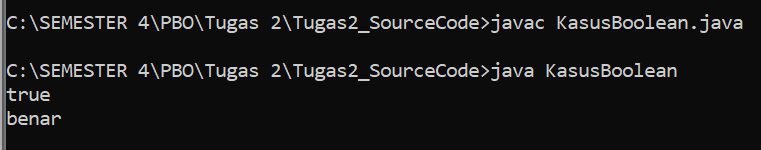 C:\SEMESTER 4\PBO\Tugas 2\Tugas2_SourceCode>javac KasusBoolean.java
C:\SEMESTER 4\PBO\Tugas 2\Tugas2_SourceCode>java KasusBoolean
true
benar